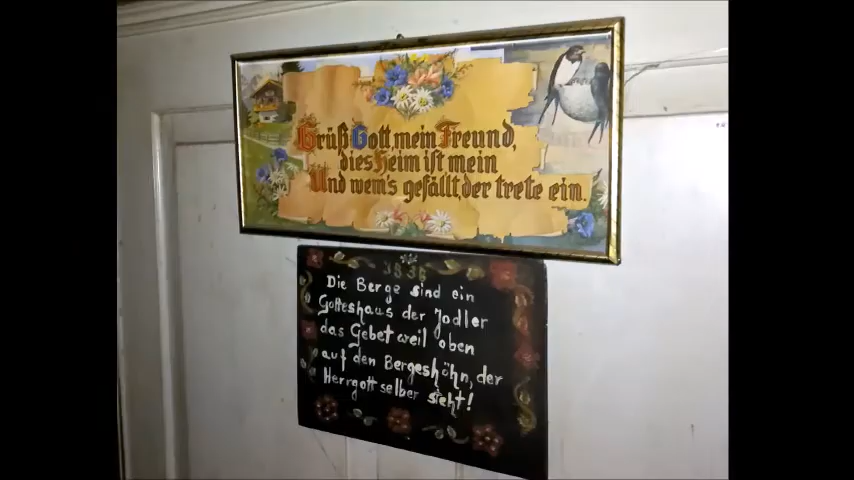 Grüß Gott, mein Freund,
dies Heim ist mein
Und wem's gefällt, der trete ein.
1836
Die Berge sind ein
Gotteshaus der Jodler
das Gebet weil oben
auf den Bergeshöhn, der
Herrgott selber steht!